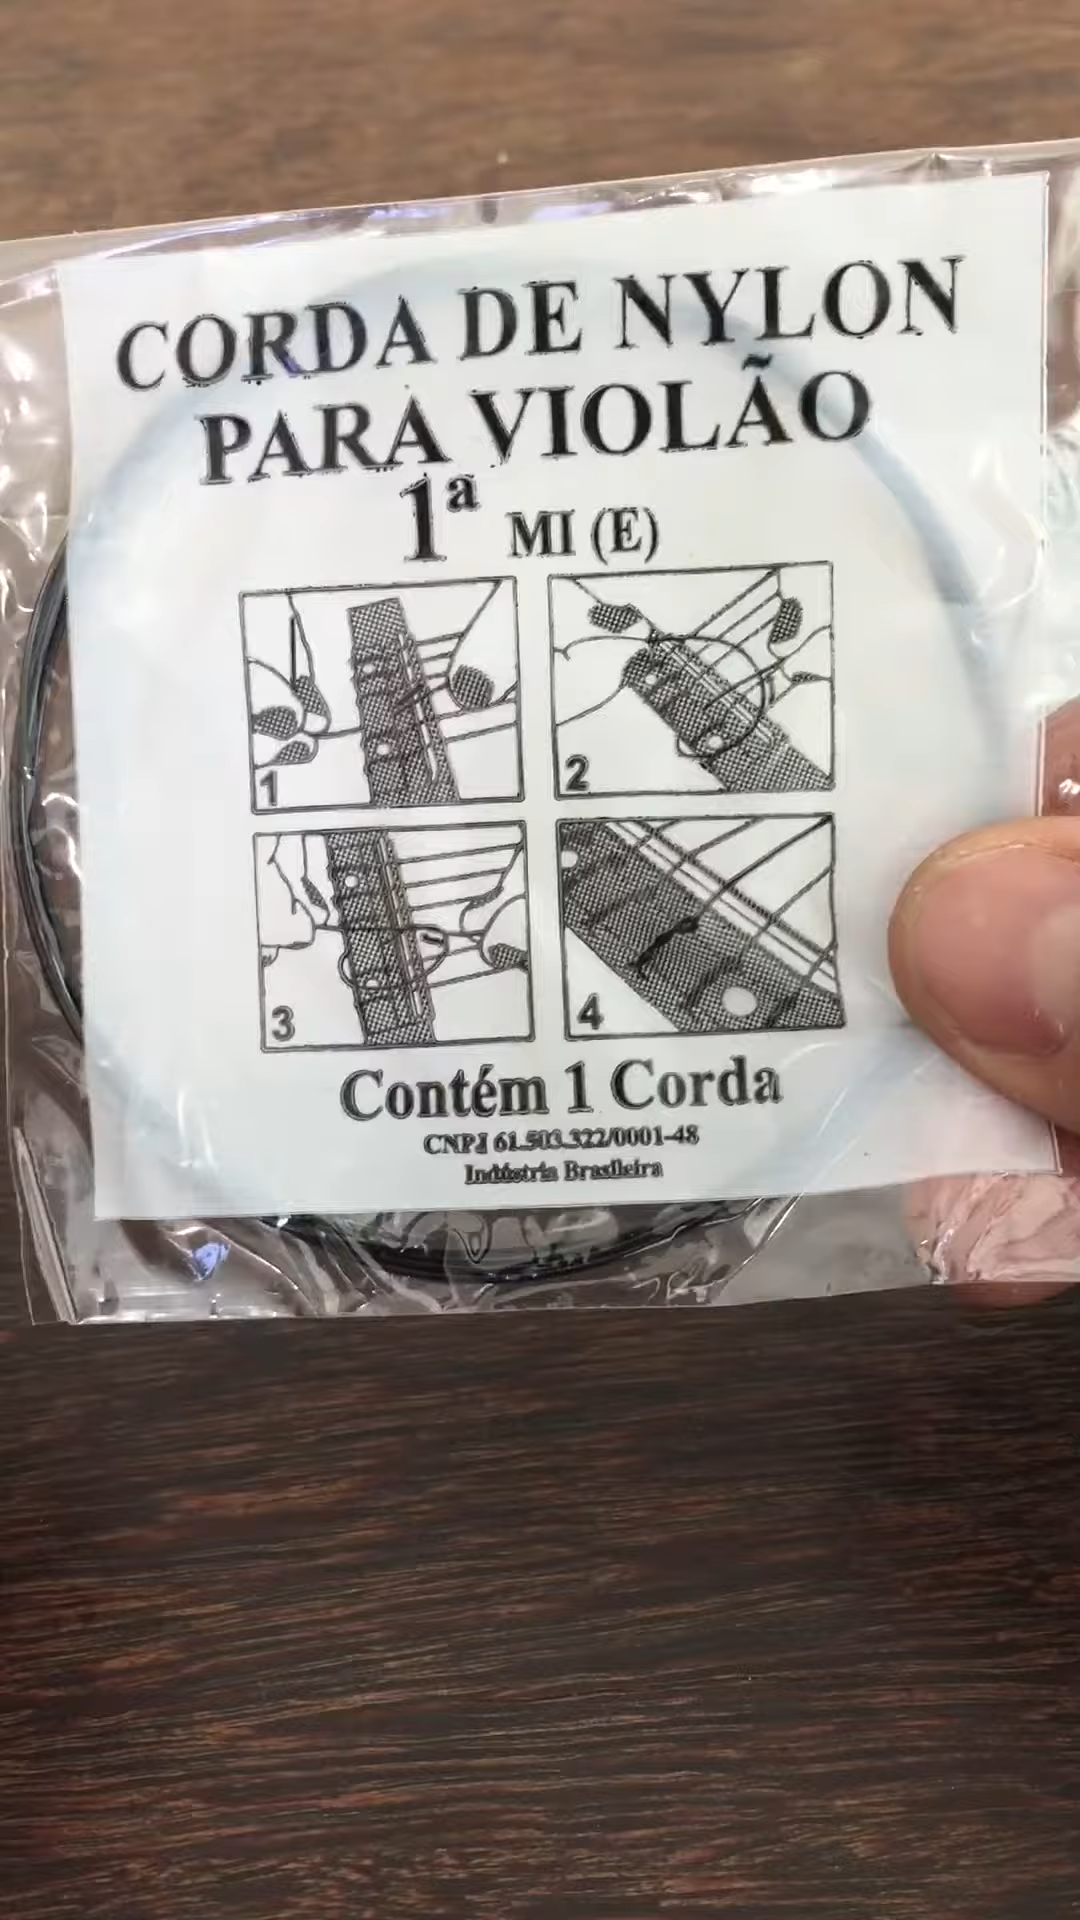 CORDA DE NYLON
PARA VIOLÃO
1ª MI (E)
1
2
3
4
Contém 1 Corda
CNPJ 61.503.322/0001-48
Indústria Brasileira